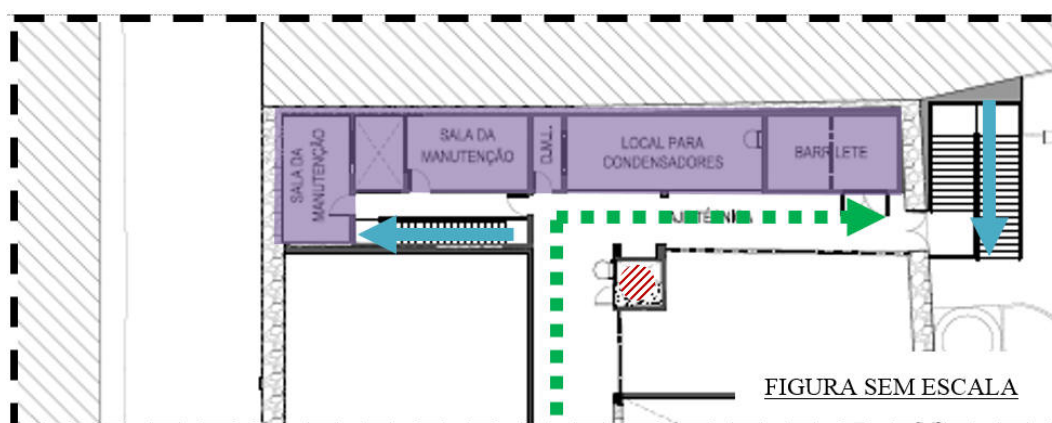 SALA DA
MANUTENÇÃO
SALA DA
MANUTENÇÃO
D.M.L.
LOCAL PARA
CONDENSADORES
BARRILETE
FIGURA SEM ESCALA